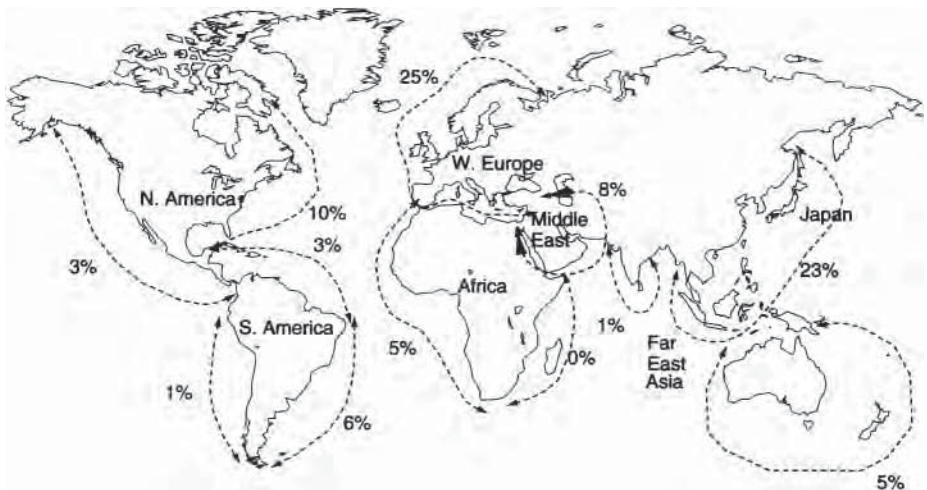 25%
W. Europe
N. America
8%
Middle
East
Japan
10%
3%
3%
23%
Africa
S. America
1%
Far
East
Asia
5%
0%
1%
6%
5%